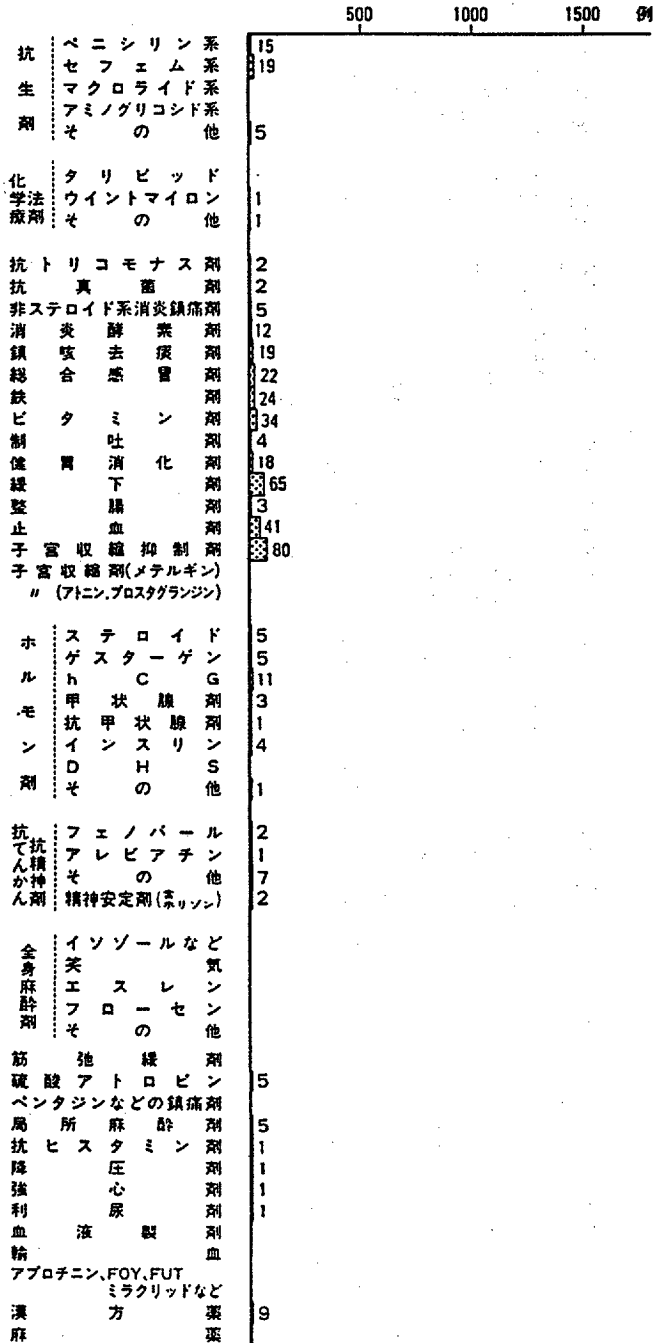 500 1000 1500 例
抗生剤
ペニシリン系 15
セフェム系 19
マクロライド系
アミノグリコシド系
その他 5
化学療法剤
タリビッド
ウイントマイロン 1
その他 1
抗トリコモナス剤 2
抗真菌剤 2
非ステロイド系消炎鎮痛剤 5
消炎酵素剤 12
鎮咳去痰剤 19
総合感冒剤 22
鉄剤 24
ビタミン剤 34
制吐剤 4
健胃消化剤 18
緩下剤 65
整腸剤 3
止血剤 41
子宮収縮抑制剤 80
子宮収縮剤(メテルギン)
〃 (アトニン,プロスタグランジン)
ホルモン剤
ステロイド 5
ゲスターゲン 5
hCG 11
甲状腺剤 3
抗甲状腺剤 1
インスリン 4
DHS
その他 1
抗てんかん
抗精神剤
フェノバール 2
アレビアチン 1
その他 7
精神安定剤(ホリゾン) 2
全身麻酔剤
イソゾールなど
笑気
エスレン
フローセン
その他
筋弛緩剤
硫酸アトロピン 5
ペンタジンなどの鎮痛剤
局所麻酔剤 5
抗ヒスタミン剤 1
降圧剤 1
強心剤 1
利尿剤 1
血液製剤
輸血
アプロチニン、FOY、FUT
ミラクリッドなど
漢方薬 9
麻薬